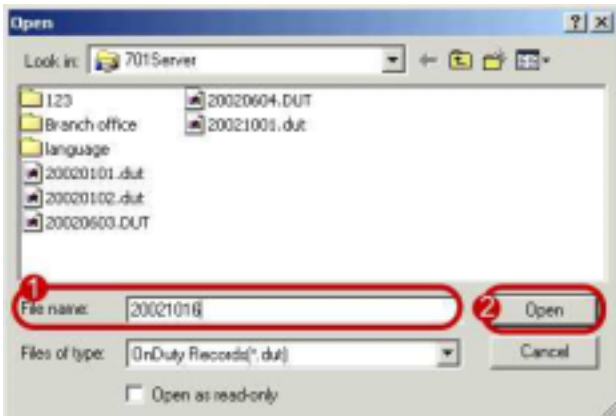 Open
Look in: 701Server
123
Branch office
language
20020101.dut
20020102.dut
20020603.DUT
20020604.DUT
20021001.dut
1
File name: 20021016
2 Open
Files of type: OnDuty Records(*.dut)
Cancel
Open as read-only